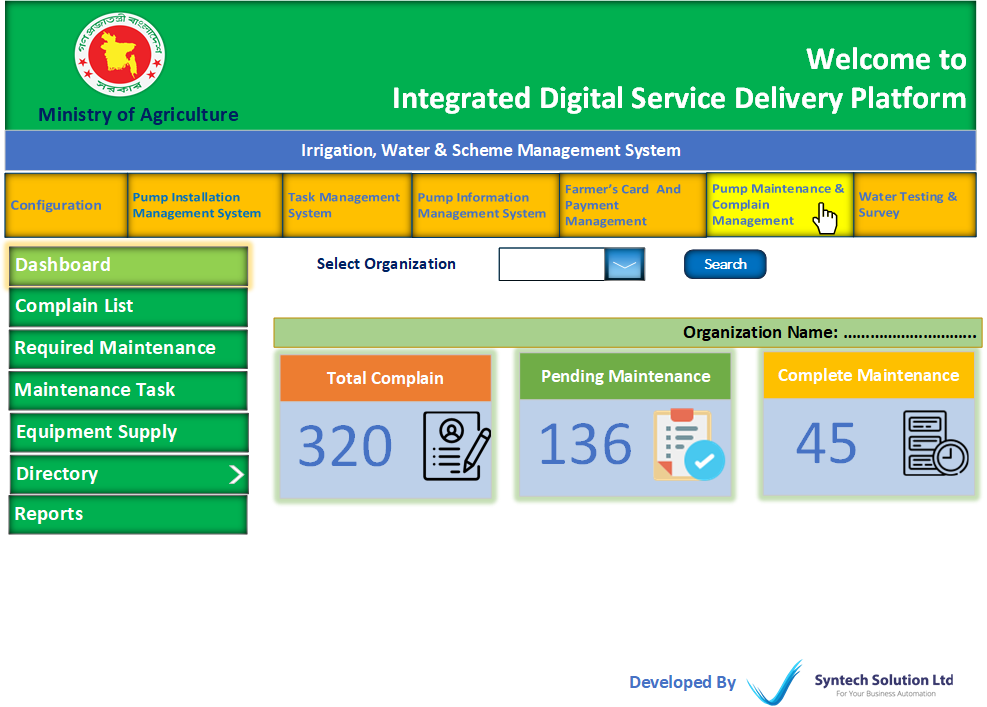 গণপ্রজাতন্ত্রী বাংলাদেশ
সরকার
Ministry of Agriculture
Welcome to
Integrated Digital Service Delivery Platform
Irrigation, Water & Scheme Management System
Configuration
Pump Installation
Management System
Task Management
System
Pump Information
Management System
Farmer's Card And
Payment
Management
Pump Maintenance &
Complain
Management
Water Testing &
Survey
Dashboard
Complain List
Required Maintenance
Maintenance Task
Equipment Supply
Directory
Reports
Select Organization
Search
Organization Name: ............................
Total Complain
320
Pending Maintenance
136
Complete Maintenance
45
Developed By
Syntech Solution Ltd
For Your Business Automation